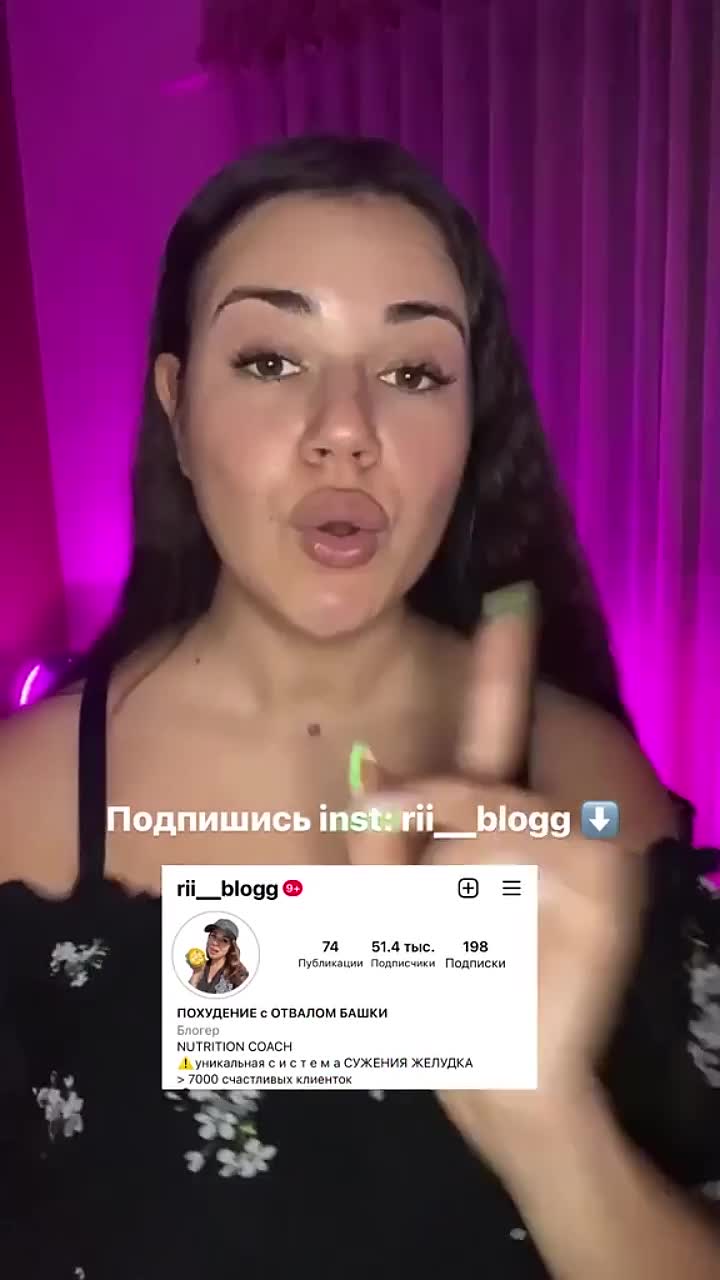 Подпишись inst: rii__blogg ⬇️
rii__blogg 9+
74 51.4 тыс. 198
Публикации Подписчики Подписки
ПОХУДЕНИЕ с ОТВАЛОМ БАШКИ
Блогер
NUTRITION COACH
⚠️уникальная с и с т е м а СУЖЕНИЯ ЖЕЛУДКА
> 7000 счастливых клиенток